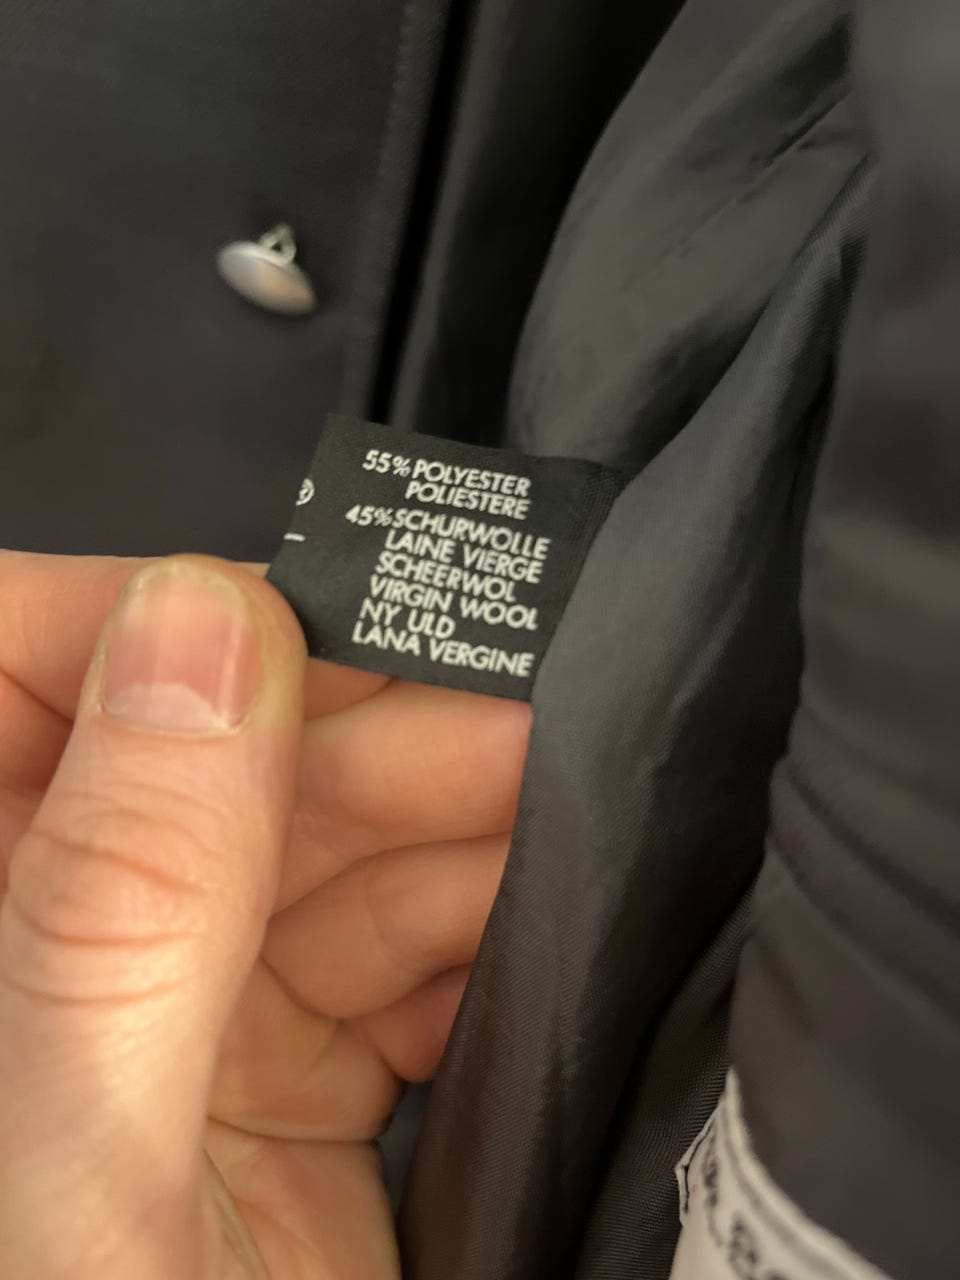 55% POLYESTER
POLIESTERE
45% SCHURWOLLE
LAINE VIERGE
SCHEERWOL
VIRGIN WOOL
NY ULD
LANA VERGINE